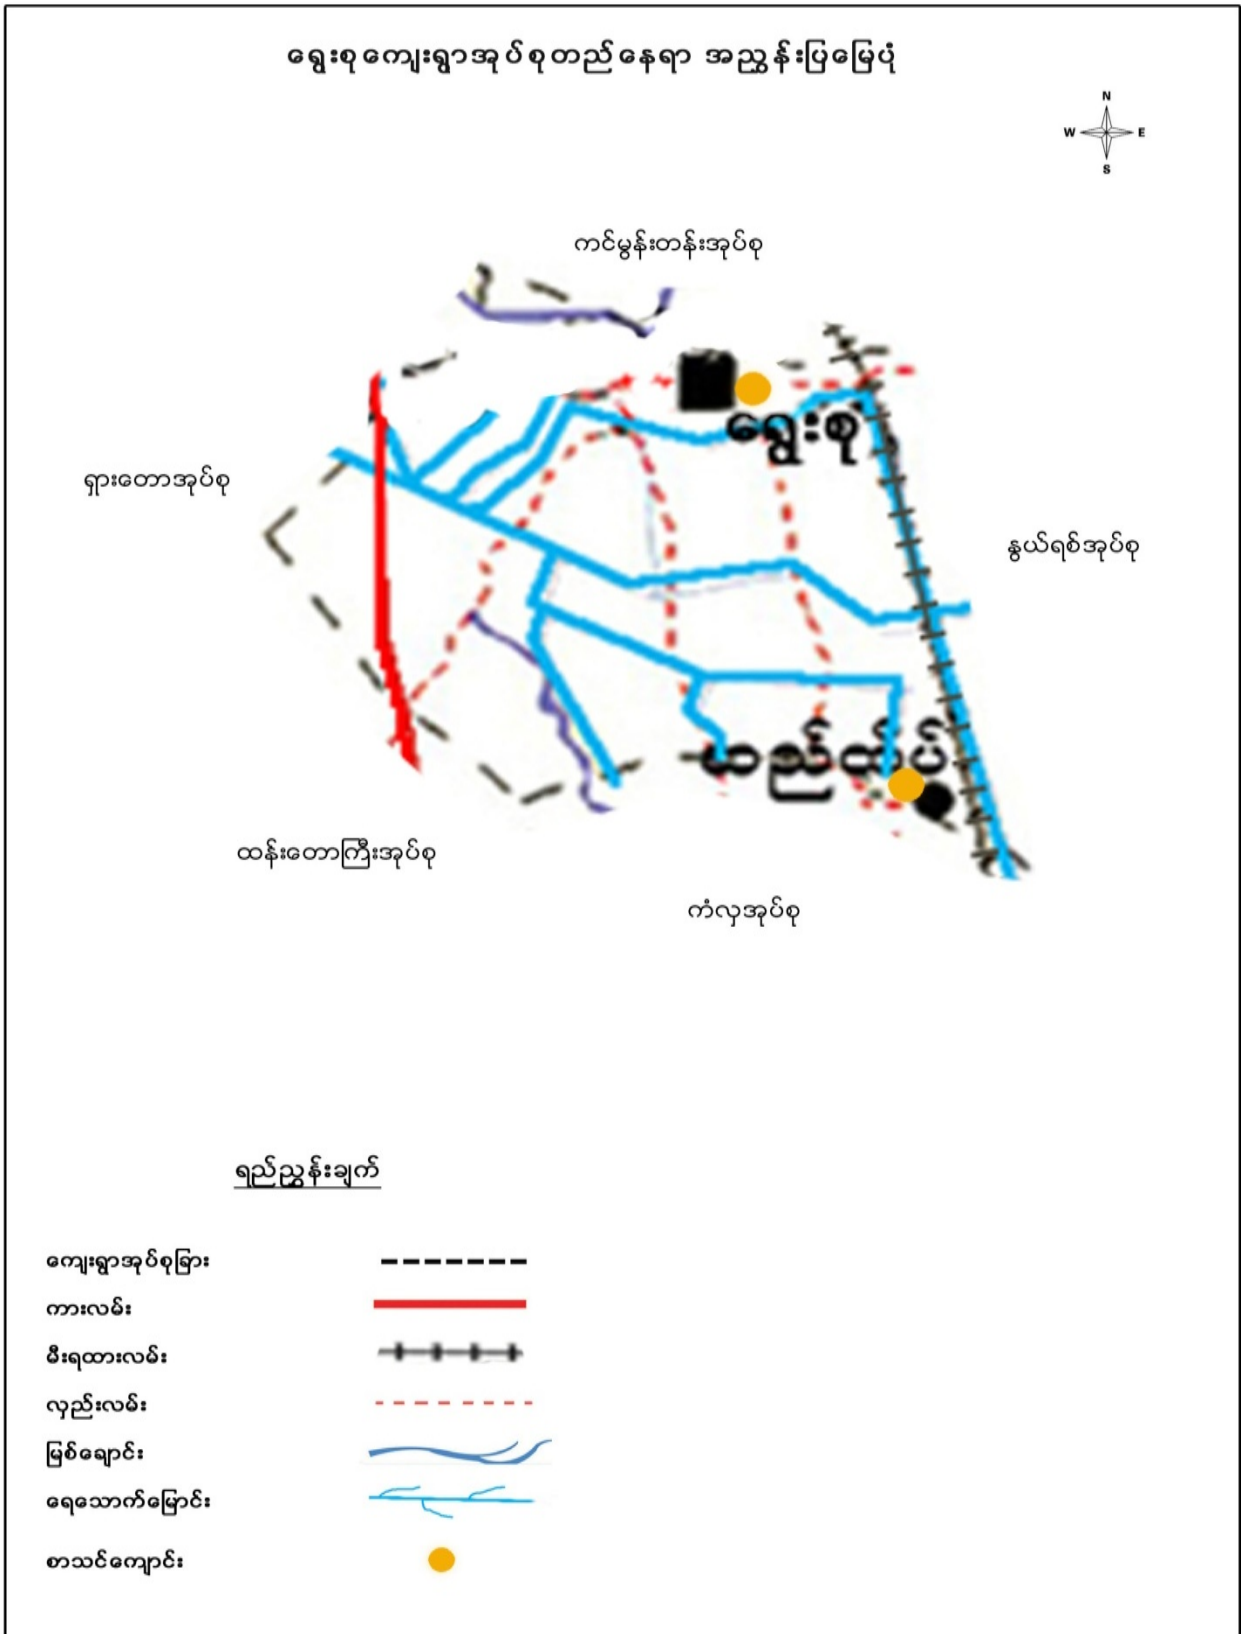 ရွေးစုကျေးရွာအုပ်စုတည်နေရာ အညွှန်းပြမြေပုံ
N
W E
S
ကင်မွန်းတန်းအုပ်စု
ရွေးစု
ရှားတောအုပ်စု
နွယ်ရစ်အုပ်စု
ထန်းတောကြီးအုပ်စု
ကံလှအုပ်စု
ရည်ညွှန်းချက်
ကျေးရွာအုပ်စုခြား
ကားလမ်း
မီးရထားလမ်း
လှည်းလမ်း
မြစ်ချောင်း
ရေသောက်မြောင်း
စာသင်ကျောင်း